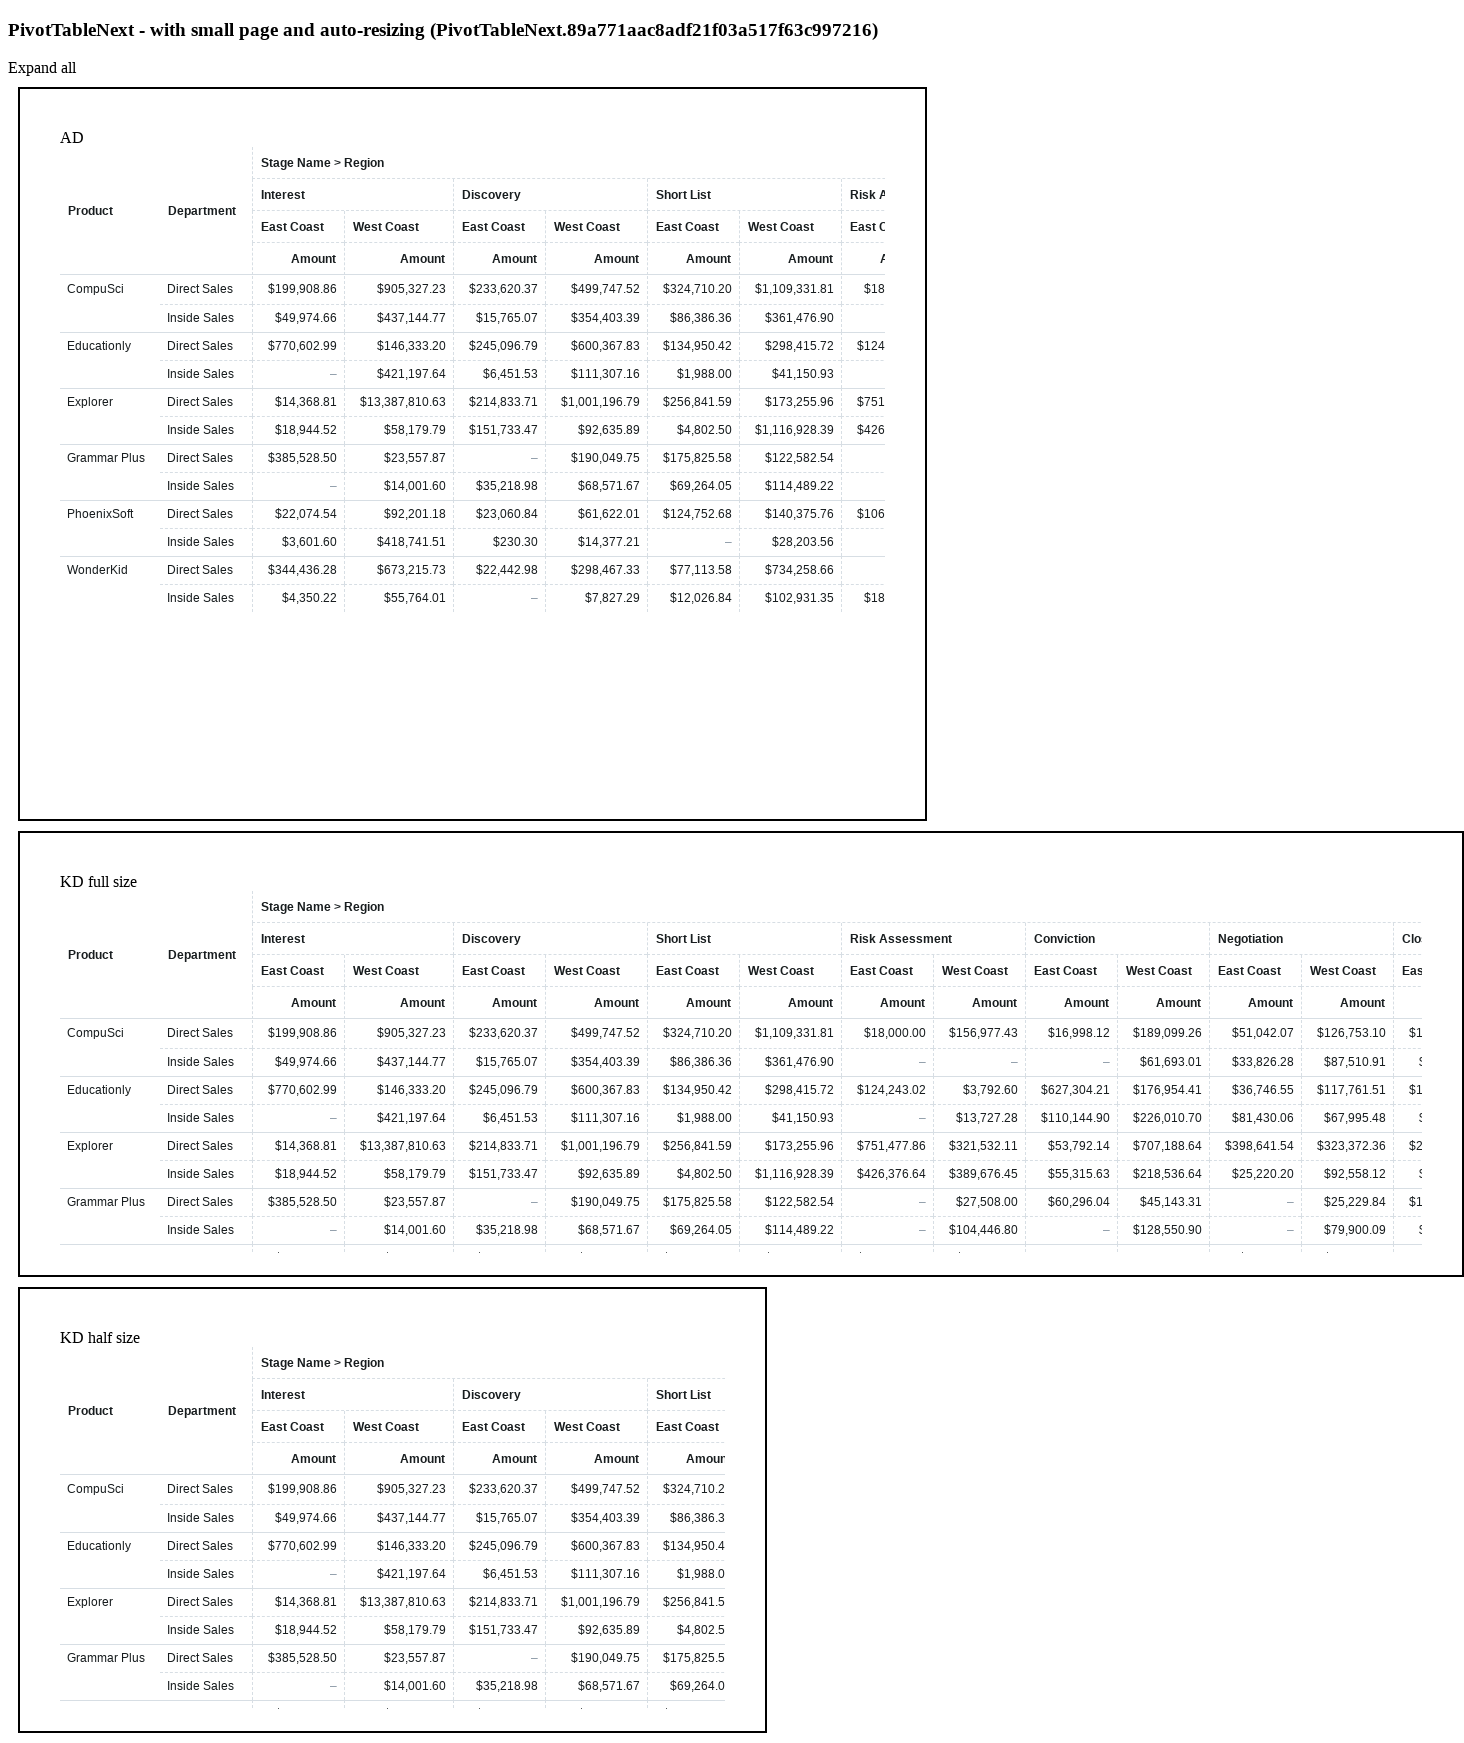 PivotTableNext - with small page and auto-resizing (PivotTableNext.89a771aac8adf21f03a517f63c997216)
Expand all
AD
Stage Name > Region
Product Department Interest Discovery Short List Risk A
East Coast West Coast East Coast West Coast East Coast West Coast East C
Amount Amount Amount Amount Amount Amount A
CompuSci Direct Sales $199,908.86 $905,327.23 $233,620.37 $499,747.52 $324,710.20 $1,109,331.81 $18
Inside Sales $49,974.66 $437,144.77 $15,765.07 $354,403.39 $86,386.36 $361,476.90
Educationly Direct Sales $770,602.99 $146,333.20 $245,096.79 $600,367.83 $134,950.42 $298,415.72 $124
Inside Sales – $421,197.64 $6,451.53 $111,307.16 $1,988.00 $41,150.93
Explorer Direct Sales $14,368.81 $13,387,810.63 $214,833.71 $1,001,196.79 $256,841.59 $173,255.96 $751
Inside Sales $18,944.52 $58,179.79 $151,733.47 $92,635.89 $4,802.50 $1,116,928.39 $426
Grammar Plus Direct Sales $385,528.50 $23,557.87 – $190,049.75 $175,825.58 $122,582.54
Inside Sales – $14,001.60 $35,218.98 $68,571.67 $69,264.05 $114,489.22
PhoenixSoft Direct Sales $22,074.54 $92,201.18 $23,060.84 $61,622.01 $124,752.68 $140,375.76 $106
Inside Sales $3,601.60 $418,741.51 $230.30 $14,377.21 – $28,203.56
WonderKid Direct Sales $344,436.28 $673,215.73 $22,442.98 $298,467.33 $77,113.58 $734,258.66
Inside Sales $4,350.22 $55,764.01 – $7,827.29 $12,026.84 $102,931.35 $18
KD full size
Stage Name > Region
Product Department Interest Discovery Short List Risk Assessment Conviction Negotiation Clo
East Coast West Coast East Coast West Coast East Coast West Coast East Coast West Coast East Coast West Coast East Coast West Coast Eas
Amount Amount Amount Amount Amount Amount Amount Amount Amount Amount Amount Amount
CompuSci Direct Sales $199,908.86 $905,327.23 $233,620.37 $499,747.52 $324,710.20 $1,109,331.81 $18,000.00 $156,977.43 $16,998.12 $189,099.26 $51,042.07 $126,753.10 $1
Inside Sales $49,974.66 $437,144.77 $15,765.07 $354,403.39 $86,386.36 $361,476.90 – – – $61,693.01 $33,826.28 $87,510.91 $
Educationly Direct Sales $770,602.99 $146,333.20 $245,096.79 $600,367.83 $134,950.42 $298,415.72 $124,243.02 $3,792.60 $627,304.21 $176,954.41 $36,746.55 $117,761.51 $1
Inside Sales – $421,197.64 $6,451.53 $111,307.16 $1,988.00 $41,150.93 – $13,727.28 $110,144.90 $226,010.70 $81,430.06 $67,995.48 $
Explorer Direct Sales $14,368.81 $13,387,810.63 $214,833.71 $1,001,196.79 $256,841.59 $173,255.96 $751,477.86 $321,532.11 $53,792.14 $707,188.64 $398,641.54 $323,372.36 $2
Inside Sales $18,944.52 $58,179.79 $151,733.47 $92,635.89 $4,802.50 $1,116,928.39 $426,376.64 $389,676.45 $55,315.63 $218,536.64 $25,220.20 $92,558.12 $
Grammar Plus Direct Sales $385,528.50 $23,557.87 – $190,049.75 $175,825.58 $122,582.54 – $27,508.00 $60,296.04 $45,143.31 – $25,229.84 $1
Inside Sales – $14,001.60 $35,218.98 $68,571.67 $69,264.05 $114,489.22 – $104,446.80 – $128,550.90 – $79,900.09 $
KD half size
Stage Name > Region
Product Department Interest Discovery Short List
East Coast West Coast East Coast West Coast East Coast
Amount Amount Amount Amount Amoun
CompuSci Direct Sales $199,908.86 $905,327.23 $233,620.37 $499,747.52 $324,710.2
Inside Sales $49,974.66 $437,144.77 $15,765.07 $354,403.39 $86,386.3
Educationly Direct Sales $770,602.99 $146,333.20 $245,096.79 $600,367.83 $134,950.4
Inside Sales – $421,197.64 $6,451.53 $111,307.16 $1,988.0
Explorer Direct Sales $14,368.81 $13,387,810.63 $214,833.71 $1,001,196.79 $256,841.5
Inside Sales $18,944.52 $58,179.79 $151,733.47 $92,635.89 $4,802.5
Grammar Plus Direct Sales $385,528.50 $23,557.87 – $190,049.75 $175,825.5
Inside Sales – $14,001.60 $35,218.98 $68,571.67 $69,264.0